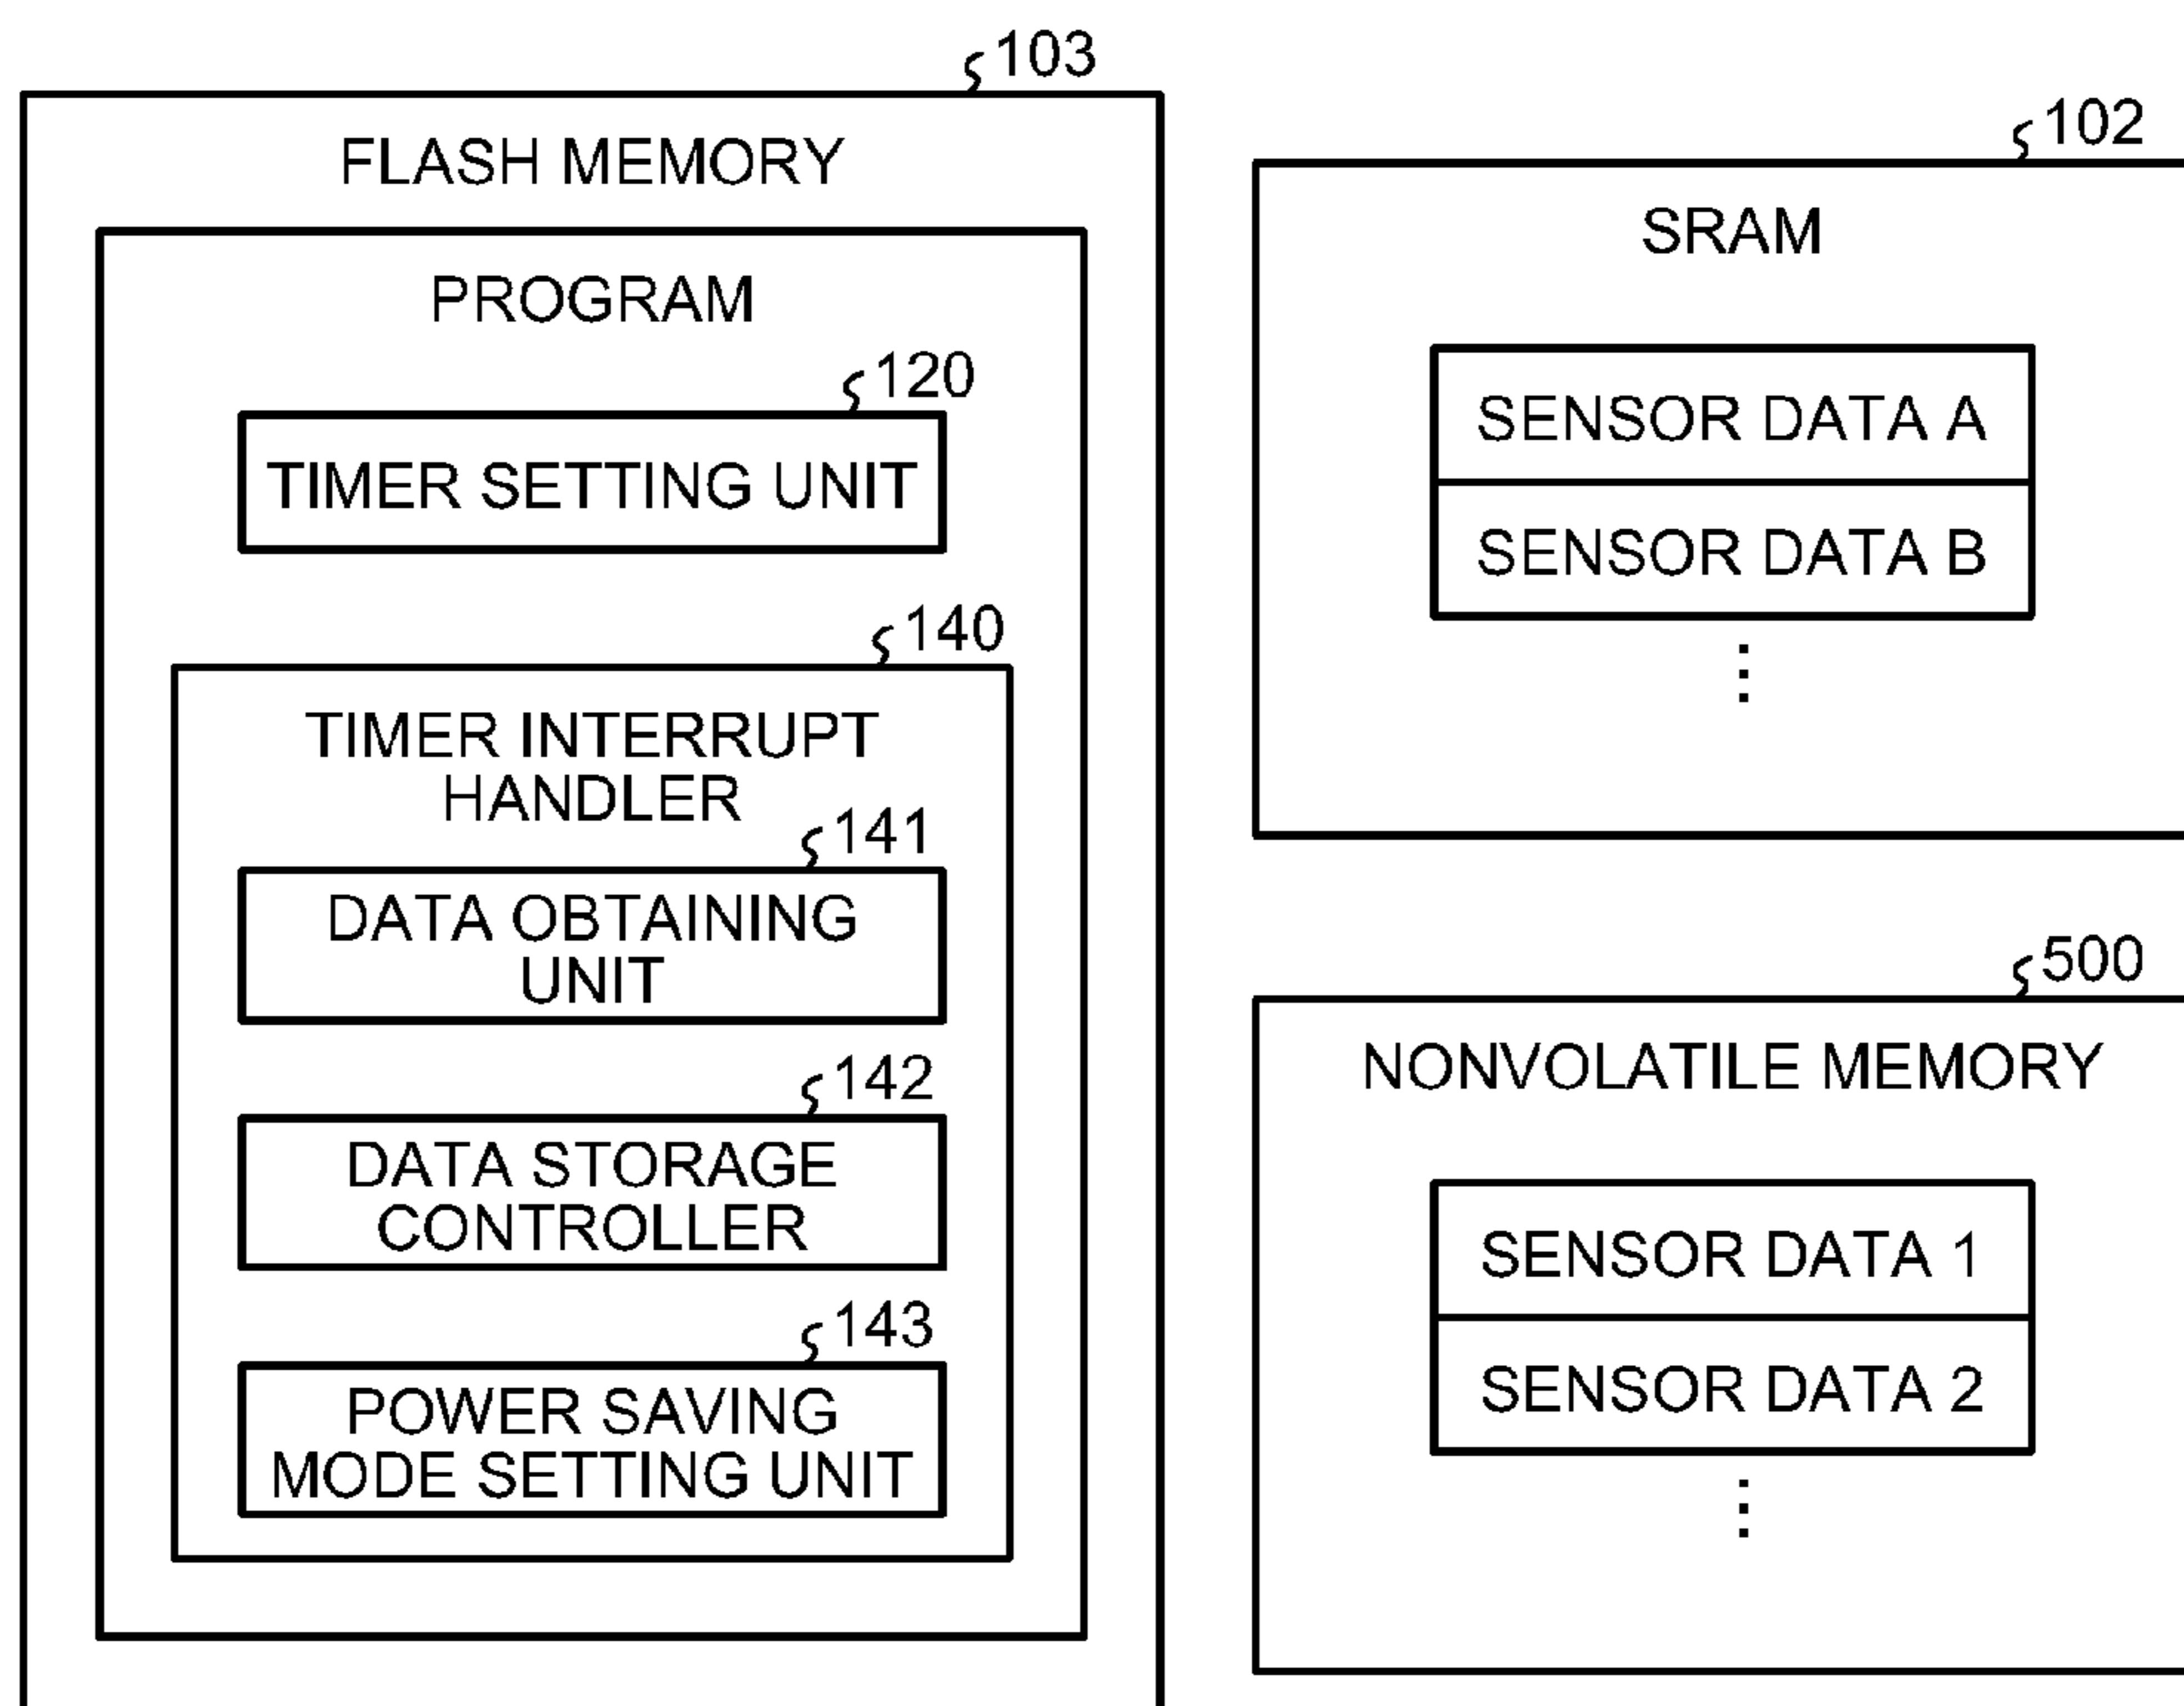 103
FLASH MEMORY
PROGRAM
120
TIMER SETTING UNIT
140
TIMER INTERRUPT
HANDLER
141
DATA OBTAINING
UNIT
142
DATA STORAGE
CONTROLLER
143
POWER SAVING
MODE SETTING UNIT
102
SRAM
SENSOR DATA A
SENSOR DATA B
500
NONVOLATILE MEMORY
SENSOR DATA 1
SENSOR DATA 2